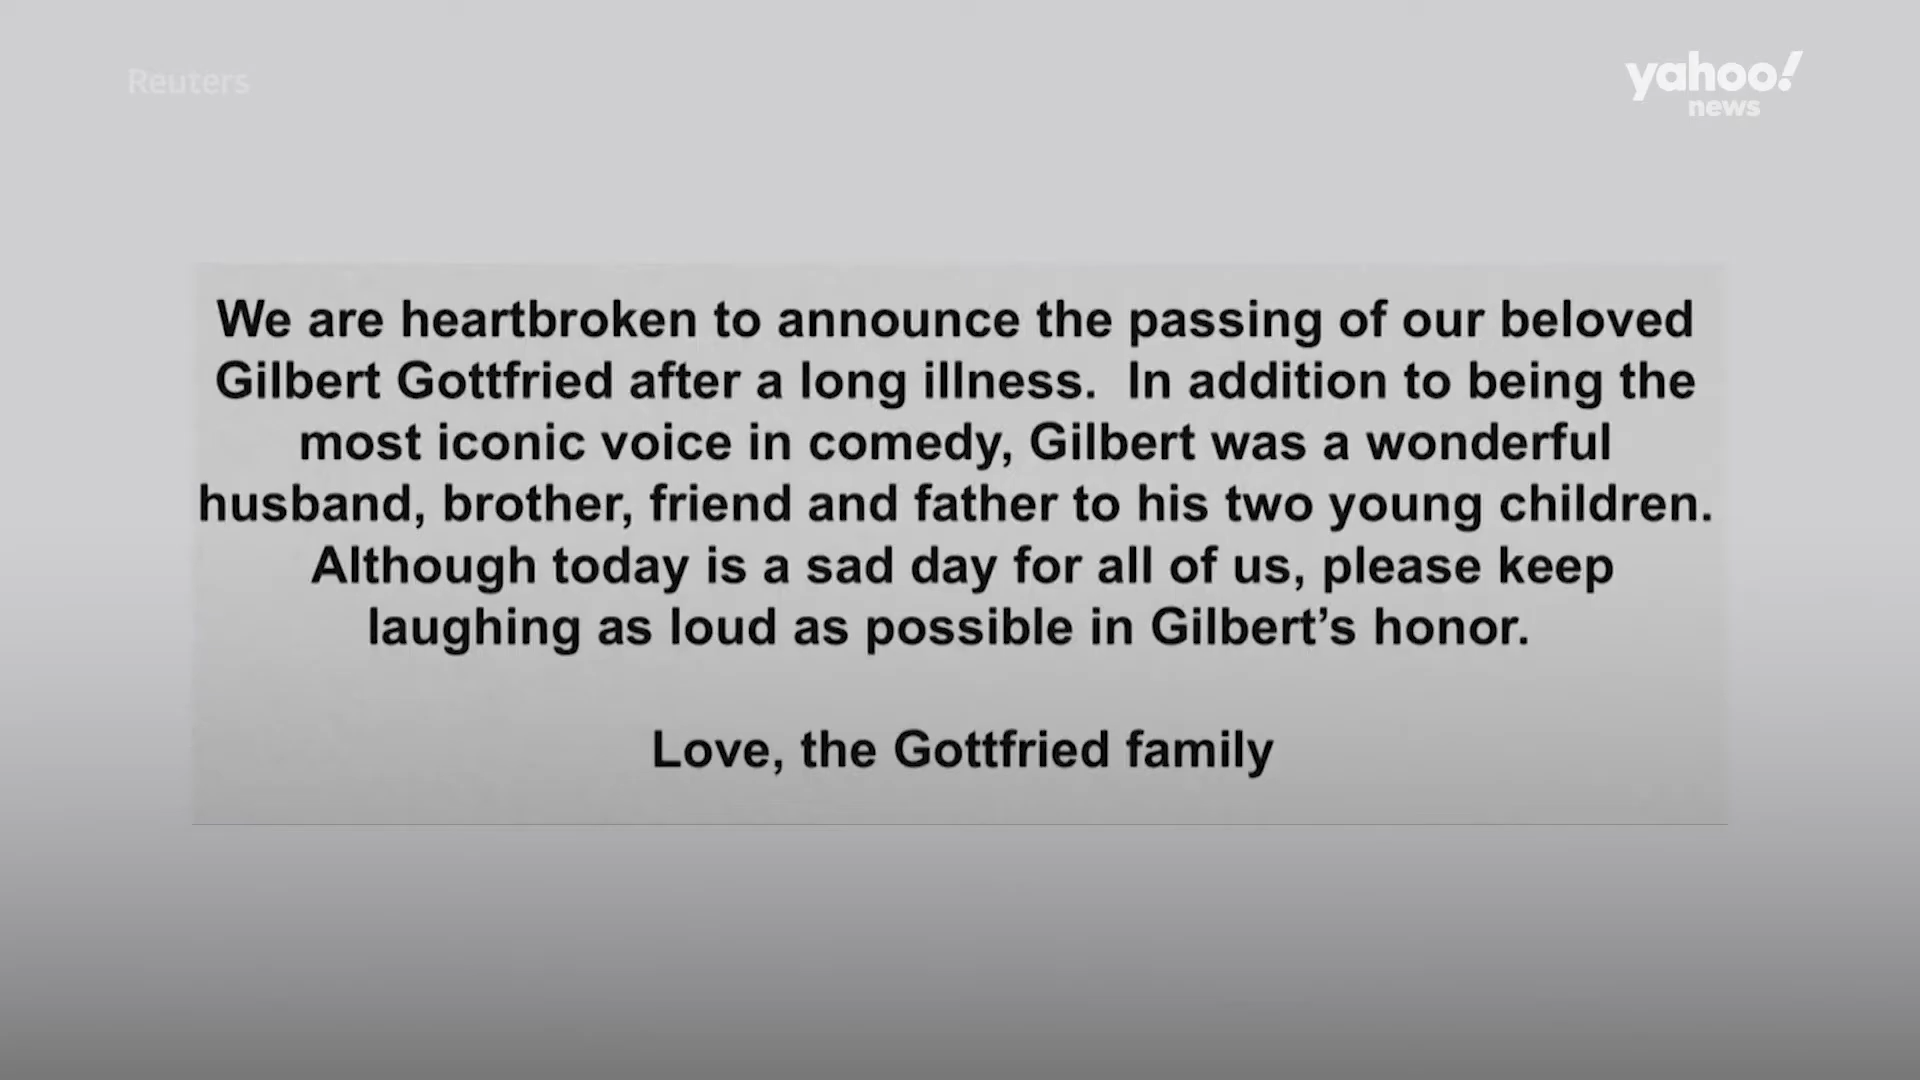 Reuters
yahoo!
news
We are heartbroken to announce the passing of our beloved
Gilbert Gottfried after a long illness.  In addition to being the
most iconic voice in comedy, Gilbert was a wonderful
husband, brother, friend and father to his two young children.
Although today is a sad day for all of us, please keep
laughing as loud as possible in Gilbert’s honor.
Love, the Gottfried family